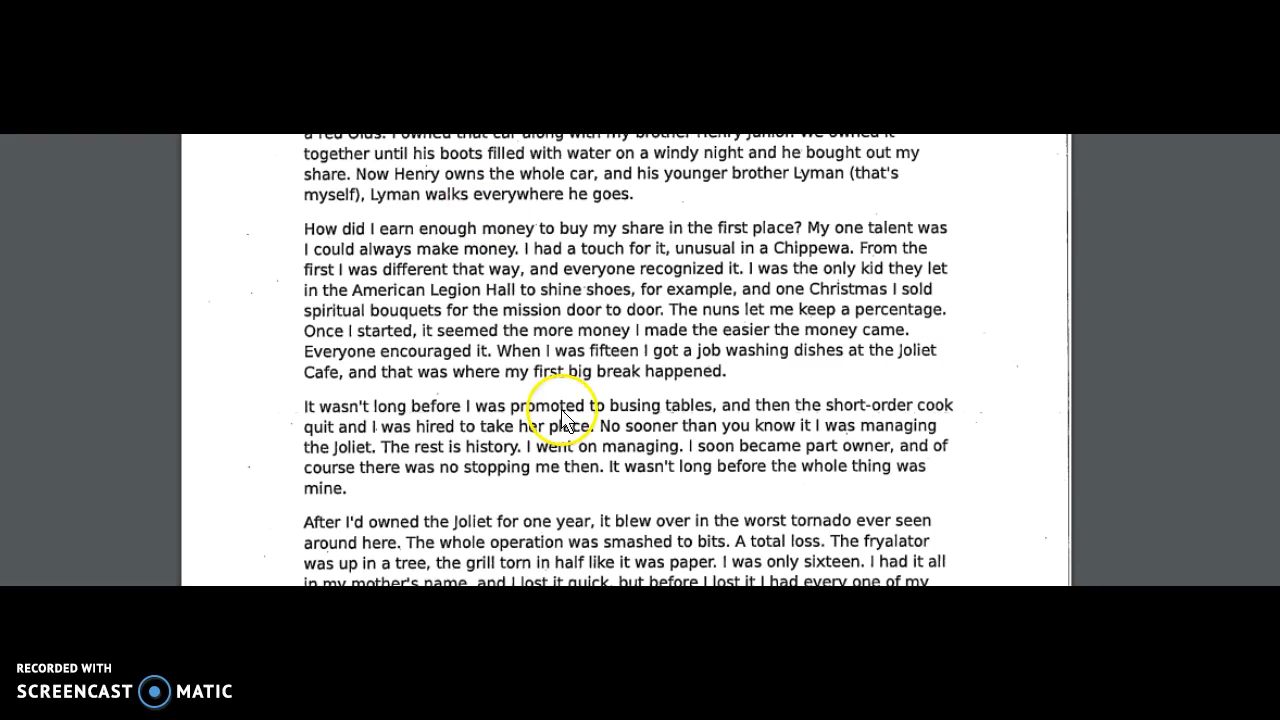 a red Olds. I owned that car along with my brother Henry Junior. We owned it
together until his boots filled with water on a windy night and he bought out my
share. Now Henry owns the whole car, and his younger brother Lyman (that's
myself), Lyman walks everywhere he goes.
How did I earn enough money to buy my share in the first place? My one talent was
I could always make money. I had a touch for it, unusual in a Chippewa. From the
first I was different that way, and everyone recognized it. I was the only kid they let
in the American Legion Hall to shine shoes, for example, and one Christmas I sold
spiritual bouquets for the mission door to door. The nuns let me keep a percentage.
Once I started, it seemed the more money I made the easier the money came.
Everyone encouraged it. When I was fifteen I got a job washing dishes at the Joliet
Cafe, and that was where my first big break happened.
It wasn't long before I was promoted to busing tables, and then the short-order cook
quit and I was hired to take her place. No sooner than you know it I was managing
the Joliet. The rest is history. I went on managing. I soon became part owner, and of
course there was no stopping me then. It wasn't long before the whole thing was
mine.
After I'd owned the Joliet for one year, it blew over in the worst tornado ever seen
around here. The whole operation was smashed to bits. A total loss. The fryalator
was up in a tree, the grill torn in half like it was paper. I was only sixteen. I had it all
in my mother's name, and I lost it quick, but before I lost it I had every one of my
RECORDED WITH
SCREENCAST MATIC